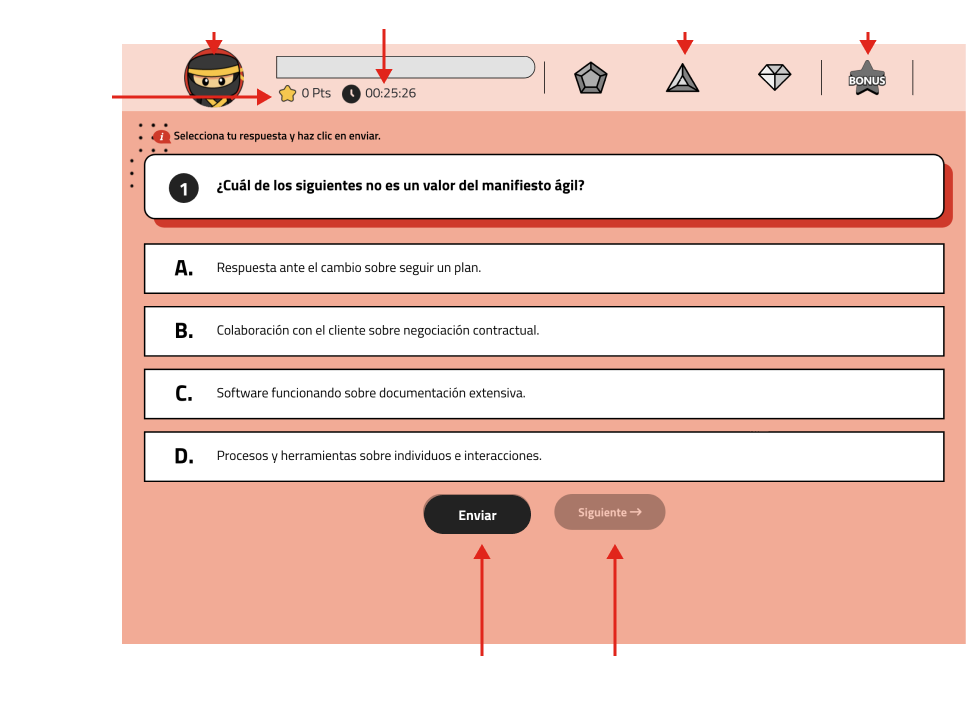 0 Pts 00:25:26
BONUS
i Selecciona tu respuesta y haz clic en enviar.
1 ¿Cuál de los siguientes no es un valor del manifiesto ágil?
A. Respuesta ante el cambio sobre seguir un plan.
B. Colaboración con el cliente sobre negociación contractual.
C. Software funcionando sobre documentación extensiva.
D. Procesos y herramientas sobre individuos e interacciones.
Enviar
Siguiente →